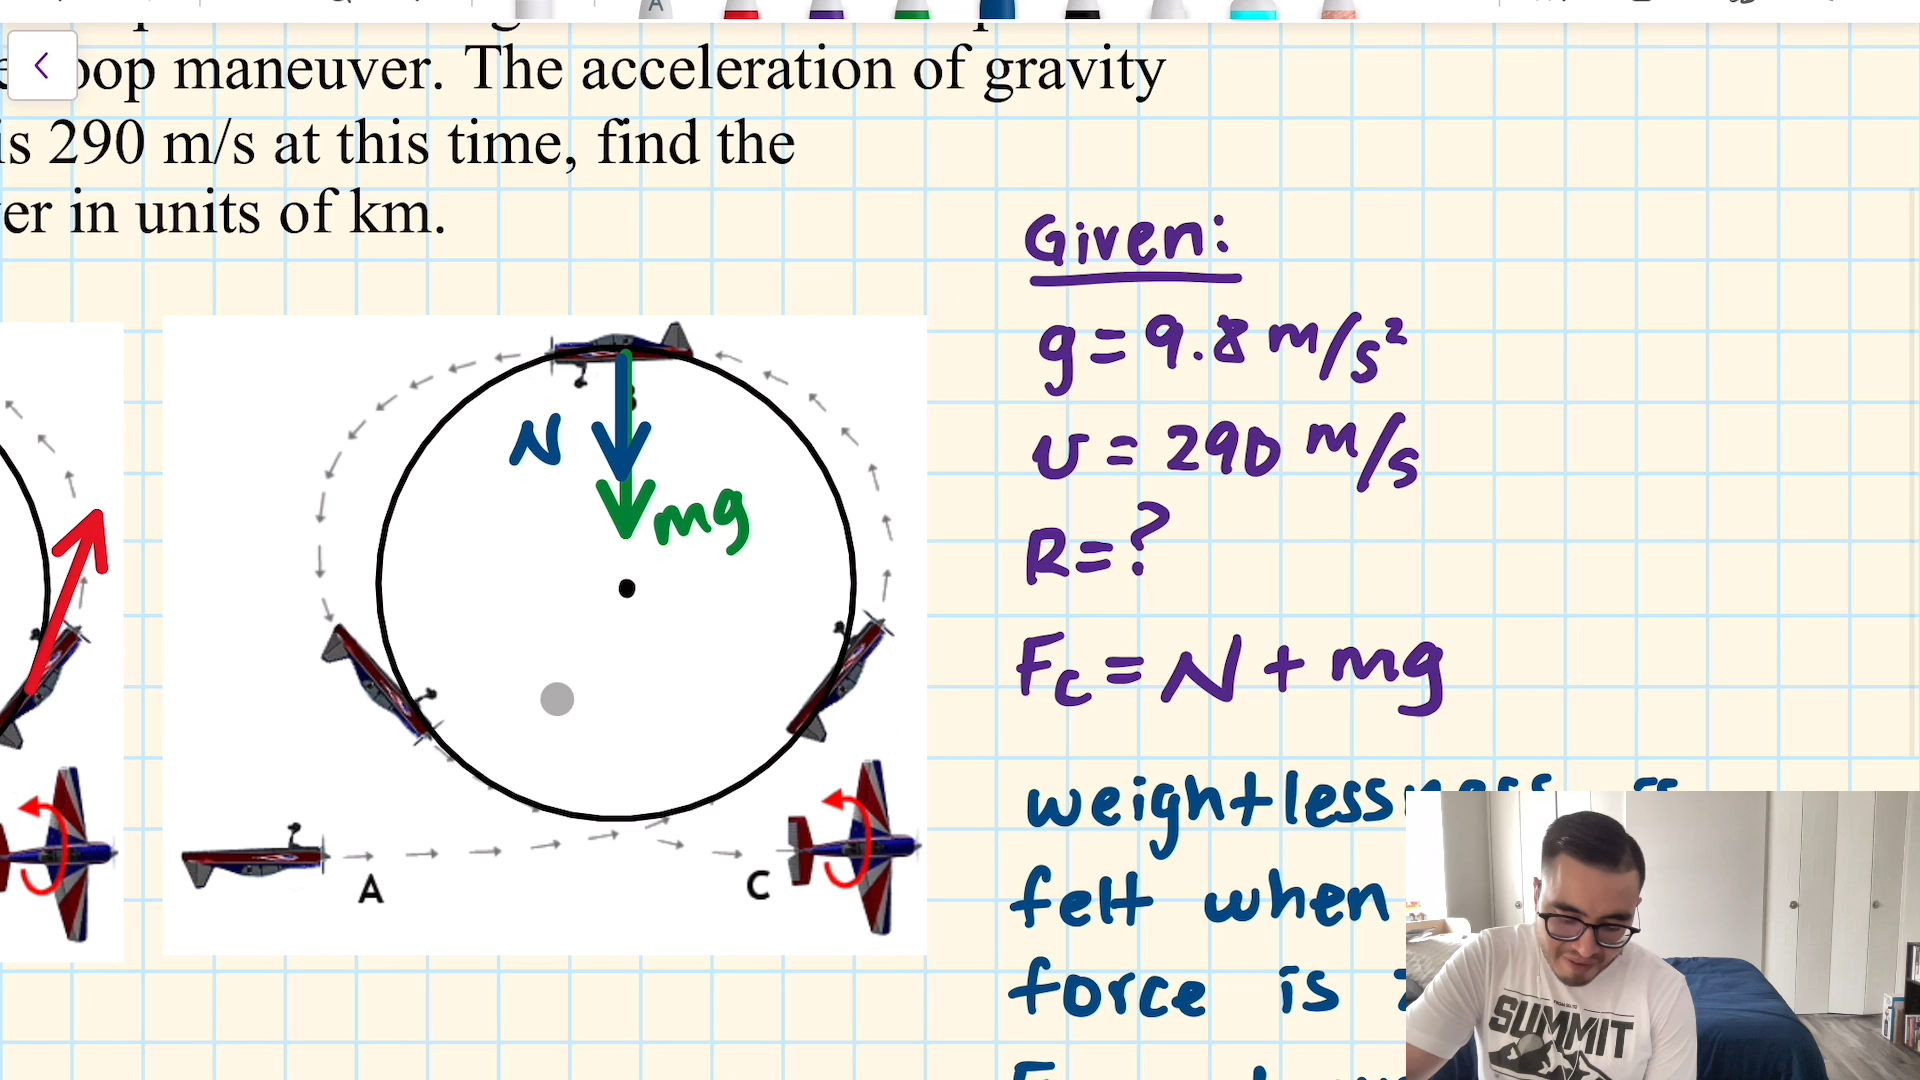 oop maneuver. The acceleration of gravity
is 290 m/s at this time, find the
er in units of km.
Given:
g = 9.8 m/s²
v = 290 m/s
R = ?
Fc = N + mg
felt when
force is
N
mg
A
C
A
SUMMIT